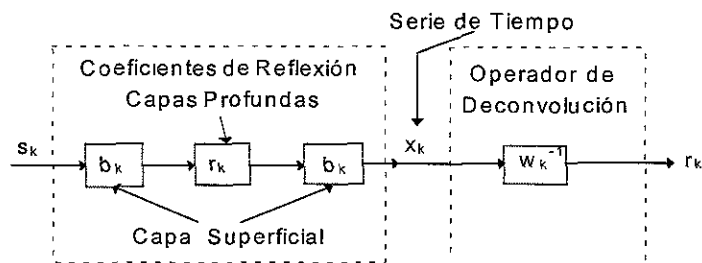 Serie de Tiempo
Coeficientes de Reflexión
Capas Profundas
Operador de
Deconvolución
s_k
b_k
r_k
b_k
x_k
w_k^-1
r_k
Capa Superficial